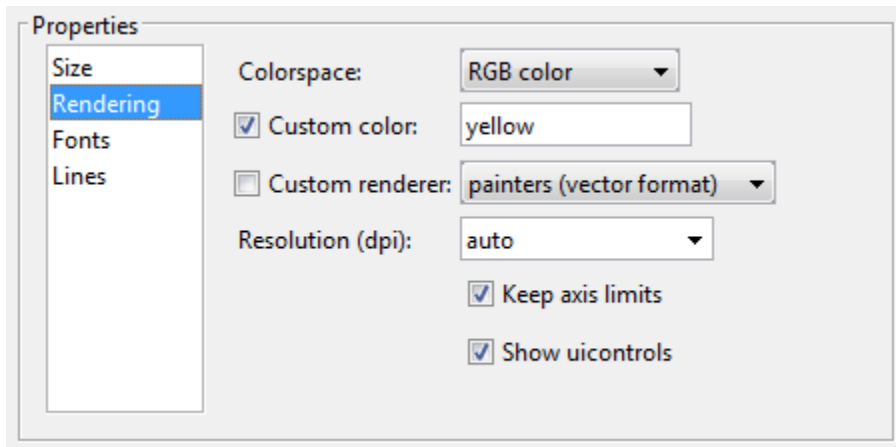 Properties
Size
Rendering
Fonts
Lines
Colorspace: RGB color
Custom color: yellow
Custom renderer: painters (vector format)
Resolution (dpi): auto
Keep axis limits
Show uicontrols